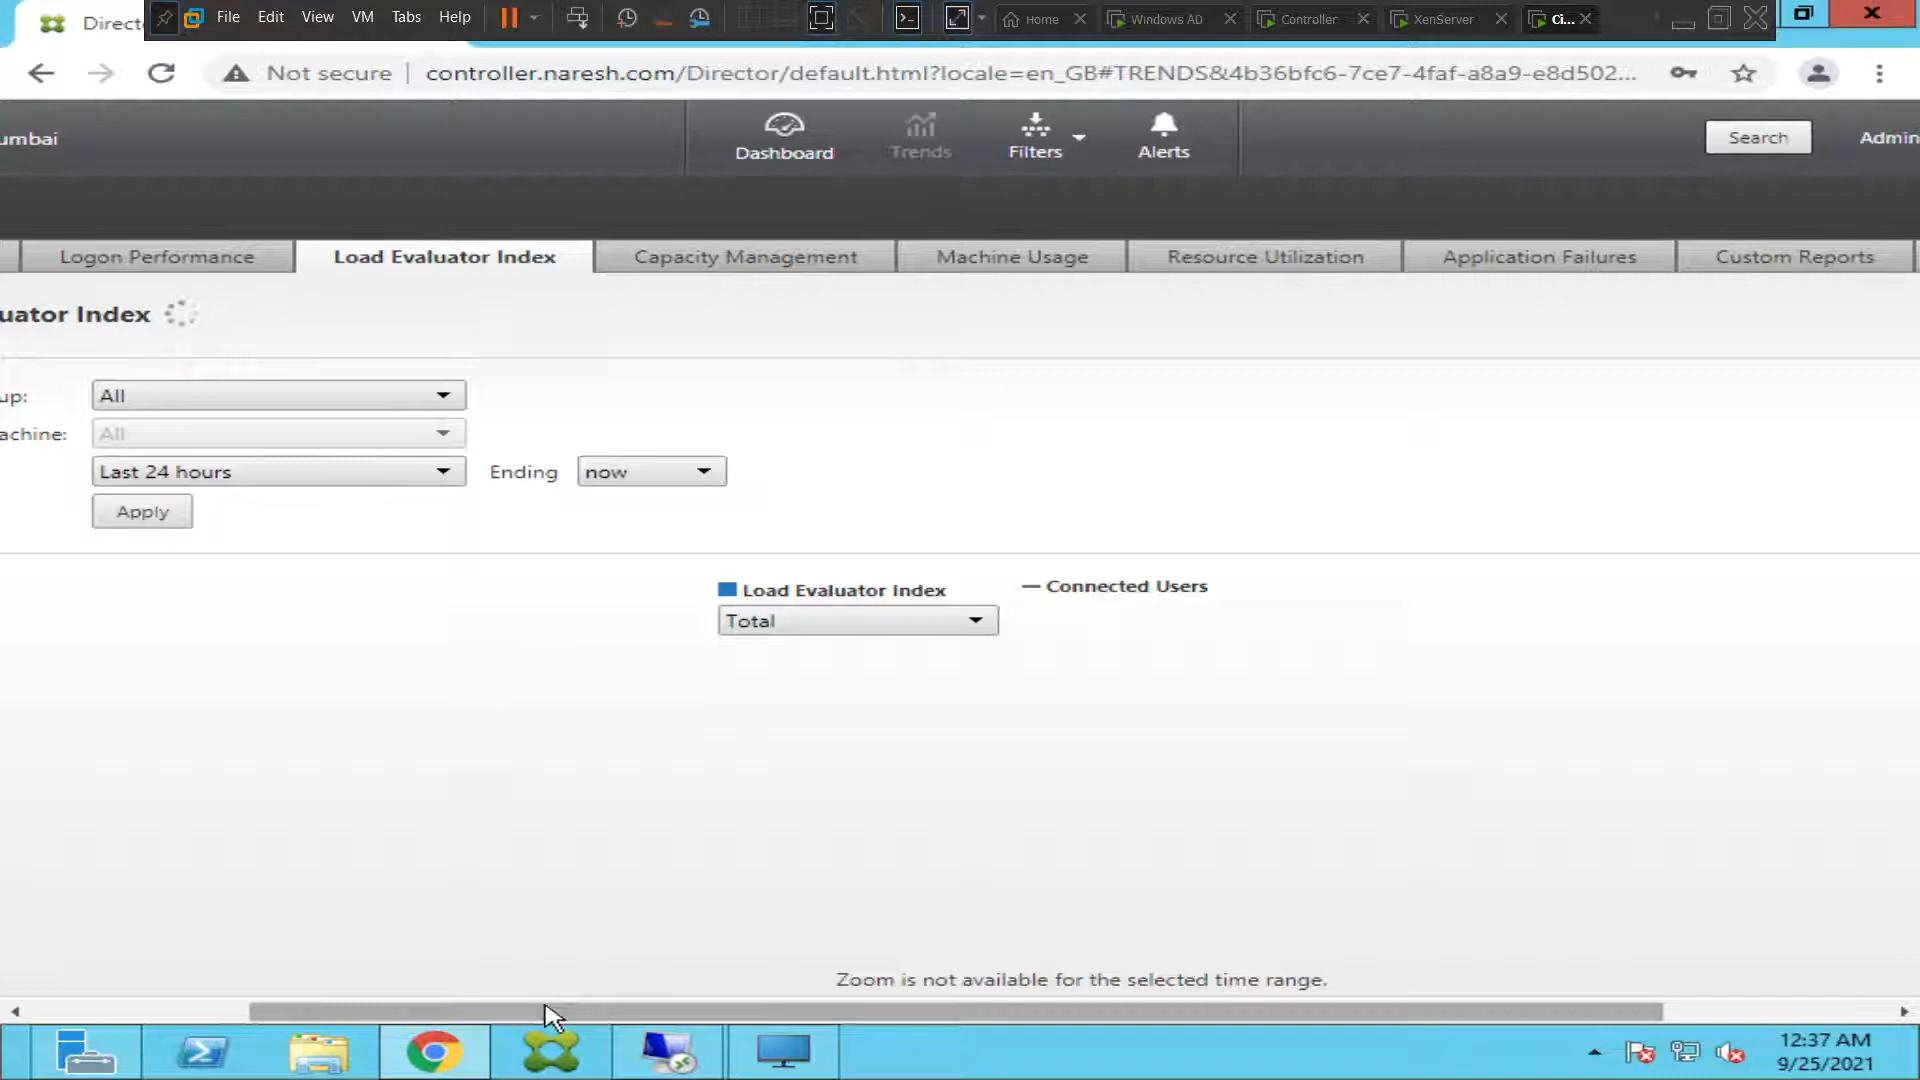 Direct
File Edit View VM Tabs Help
Home
Windows AD
Controller
XenServer
Ci...
Not secure
controller.naresh.com/Director/default.html?locale=en_GB#TRENDS&4b36bfc6-7ce7-4faf-a8a9-e8d502...
umbai
Dashboard
Trends
Filters
Alerts
Search
Admin
Logon Performance
Load Evaluator Index
Capacity Management
Machine Usage
Resource Utilization
Application Failures
Custom Reports
uator Index
up:
All
achine:
All
Last 24 hours
Ending
now
Apply
Load Evaluator Index
Connected Users
Total
Zoom is not available for the selected time range.
12:37 AM
9/25/2021